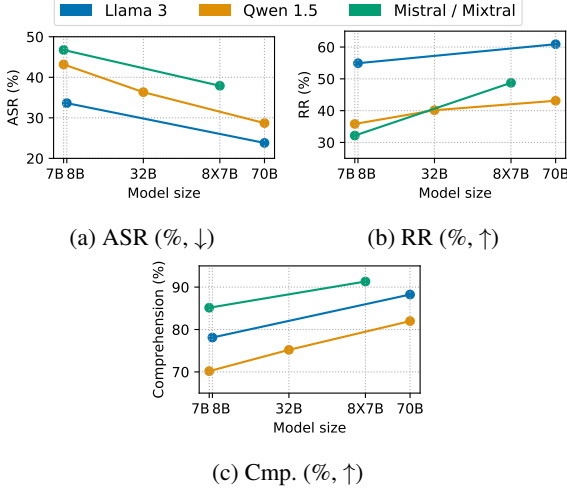 Llama 3 Qwen 1.5 Mistral / Mixtral
50
40
30
20
ASR (%)
7B 8B 32B 8X7B 70B
Model size
(a) ASR (%, ↓)
60
50
40
30
RR (%)
7B 8B 32B 8X7B 70B
Model size
(b) RR (%, ↑)
90
80
70
Comprehension (%)
7B 8B 32B 8X7B 70B
Model size
(c) Cmp. (%, ↑)